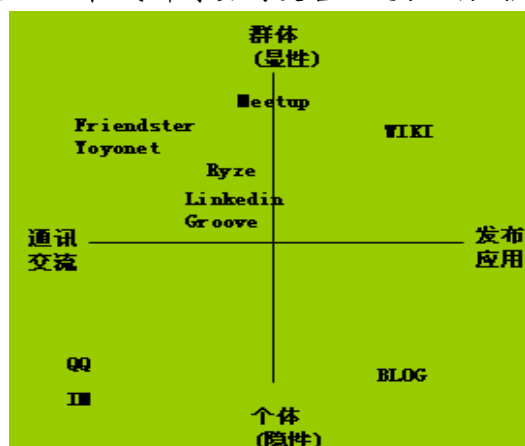 群体
(显性)
Meetup
Friendster
Yoyonet
WIKI
Ryze
Linkedin
Groove
通讯
交流
发布
应用
QQ
IM
BLOG
个体
(隐性)